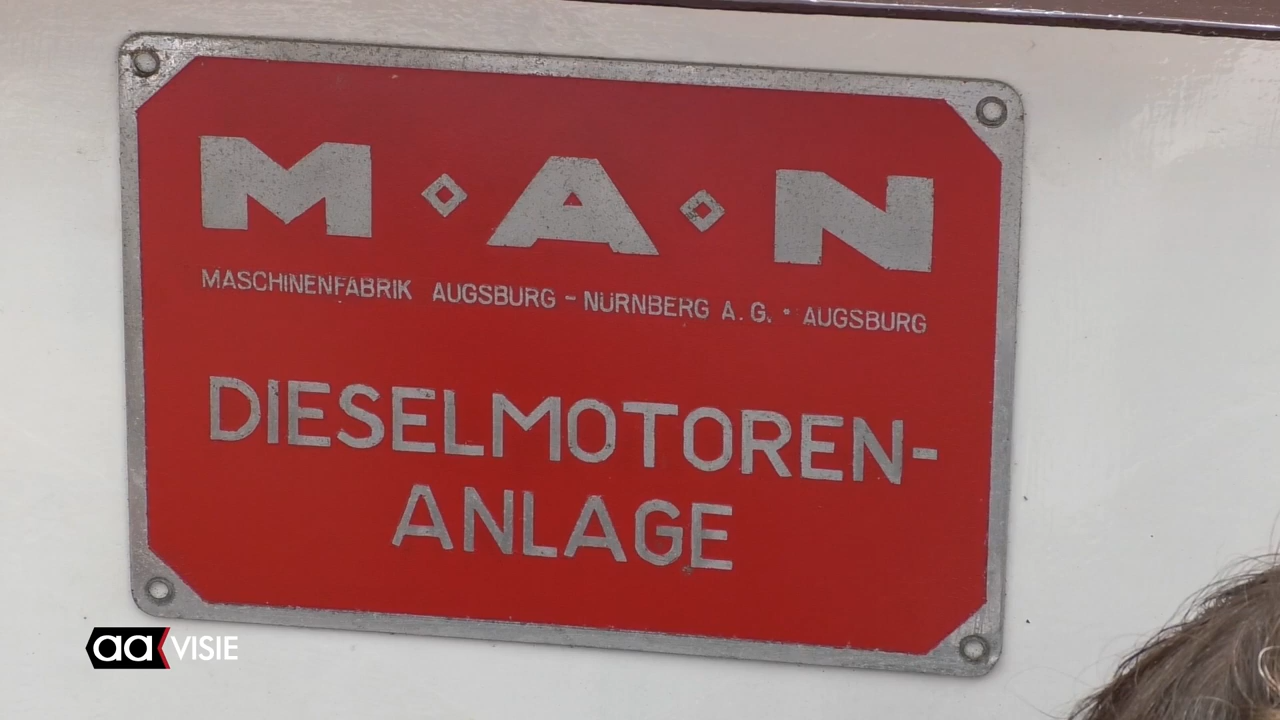 M ◇ A ◇ N
MASCHINENFABRIK AUGSBURG - NÜRNBERG A.G. • AUGSBURG
DIESELMOTOREN-
ANLAGE
aa VISIE